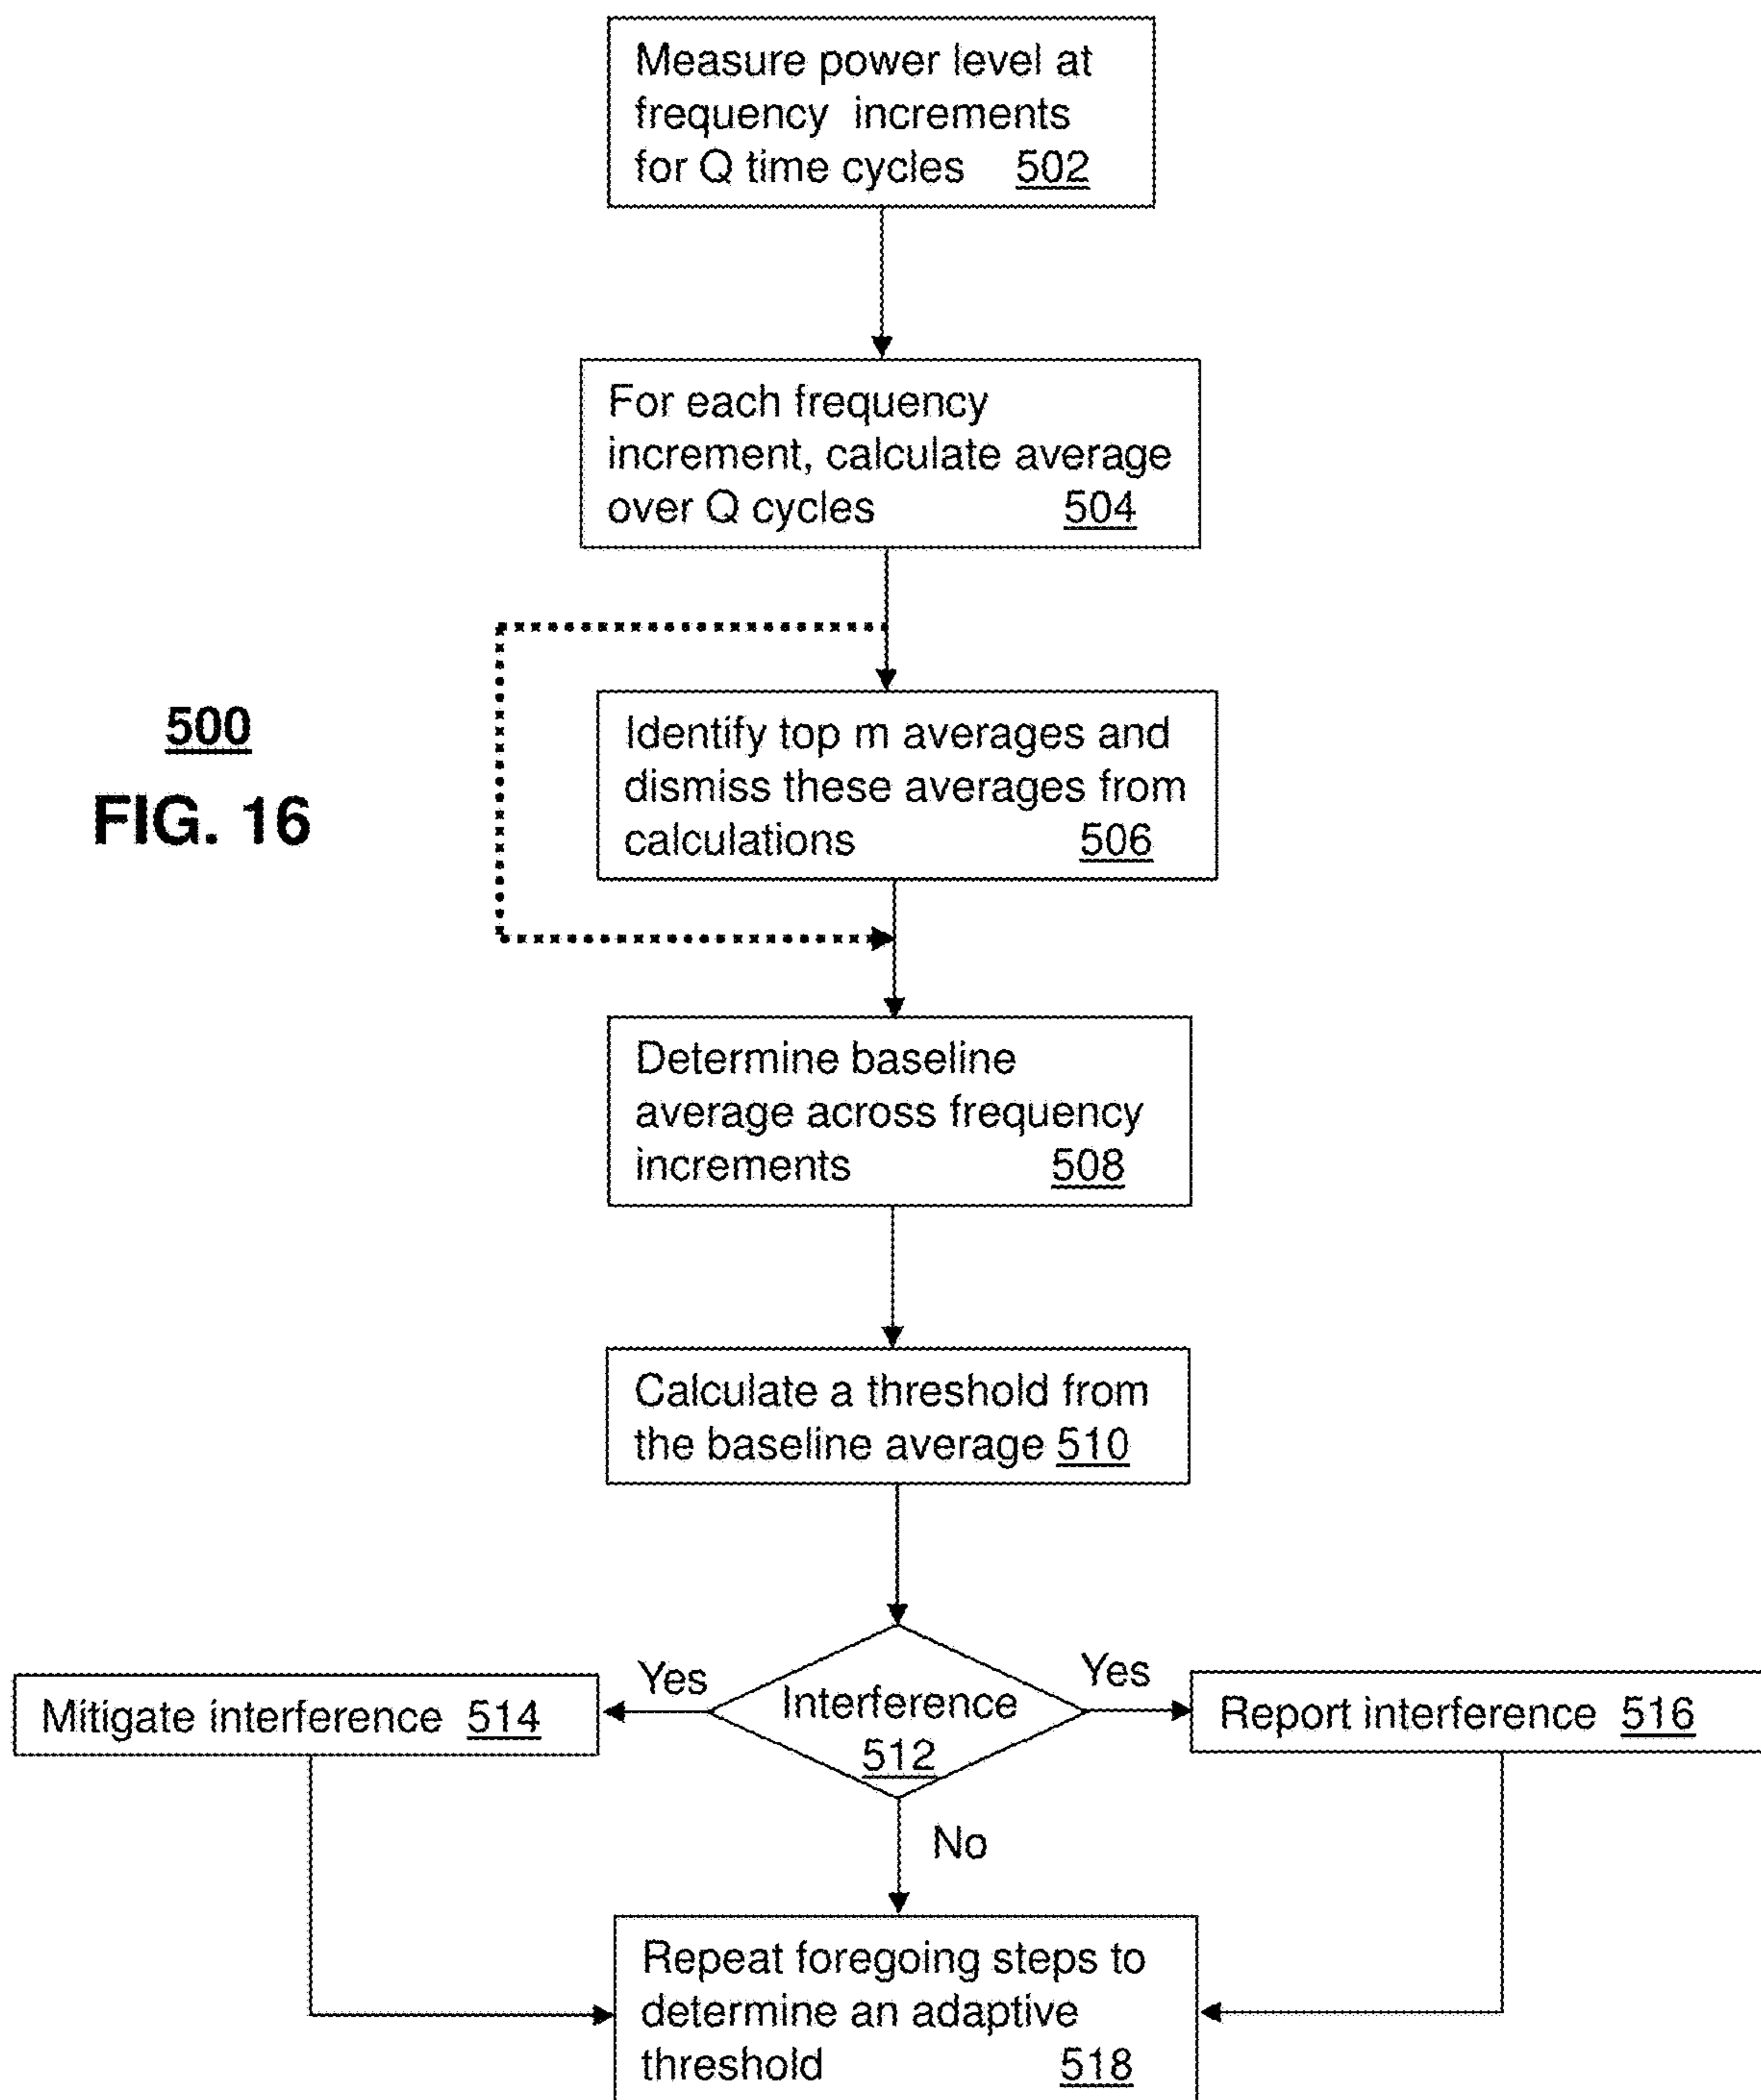 Measure power level at
frequency increments
for Q time cycles 502
For each frequency
increment, calculate average
over Q cycles 504
500
FIG. 16
Identify top m averages and
dismiss these averages from
calculations 506
Determine baseline
average across frequency
increments 508
Calculate a threshold from
the baseline average 510
Yes
Yes
Mitigate interference 514
Interference
512
Report interference 516
No
Repeat foregoing steps to
determine an adaptive
threshold 518